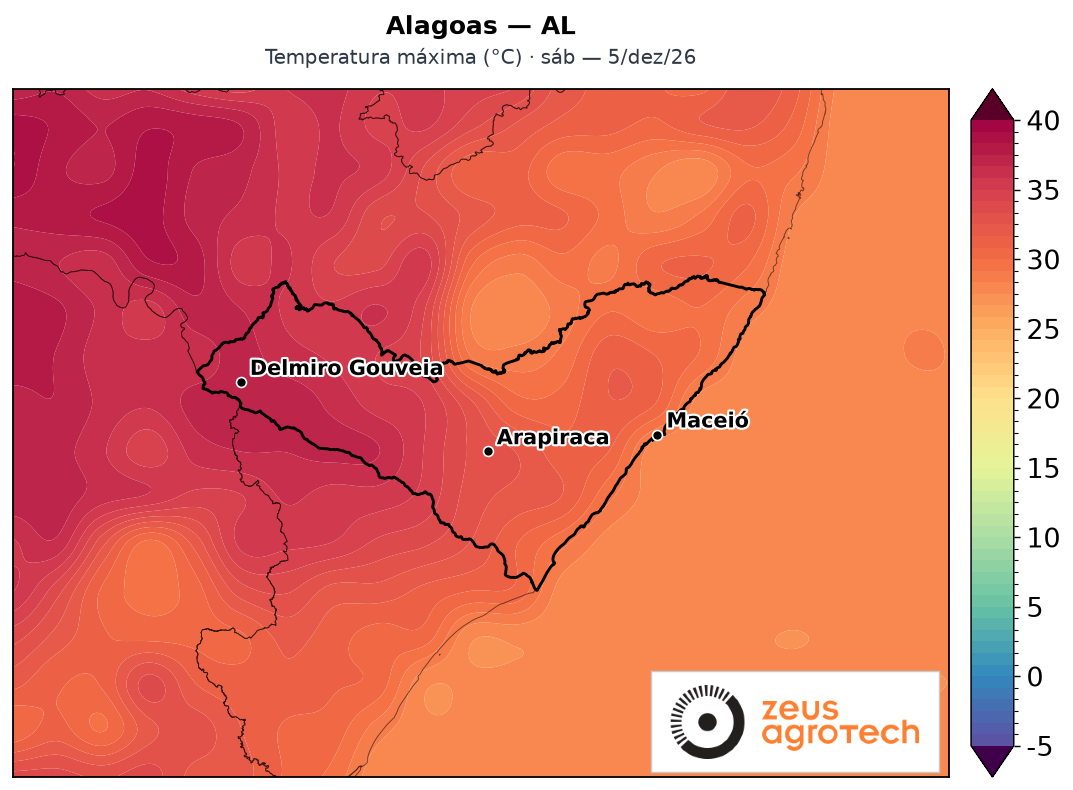 Alagoas — AL
Temperatura máxima (°C) · sáb — 5/dez/26
40
35
30
25
20
15
10
5
0
-5
Delmiro Gouveia
Maceió
Arapiraca
zeus
agrotech